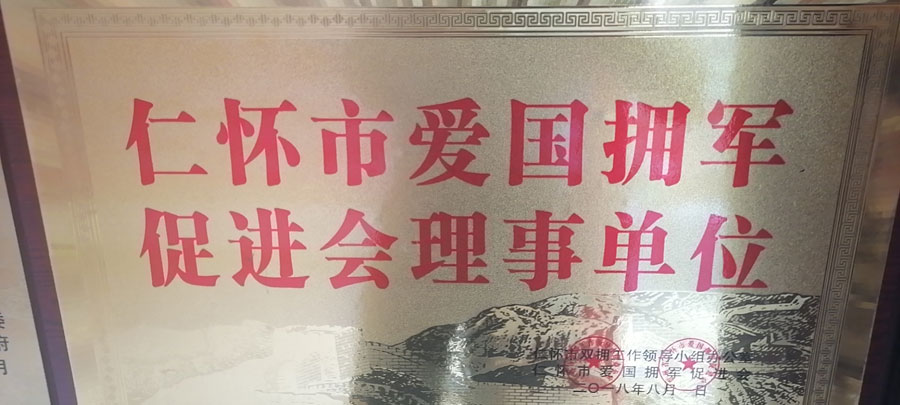 仁怀市爱国拥军
促进会理事单位
仁怀市双拥工作领导小组办公室
仁怀市爱国拥军促进会
二〇一八年八月一日